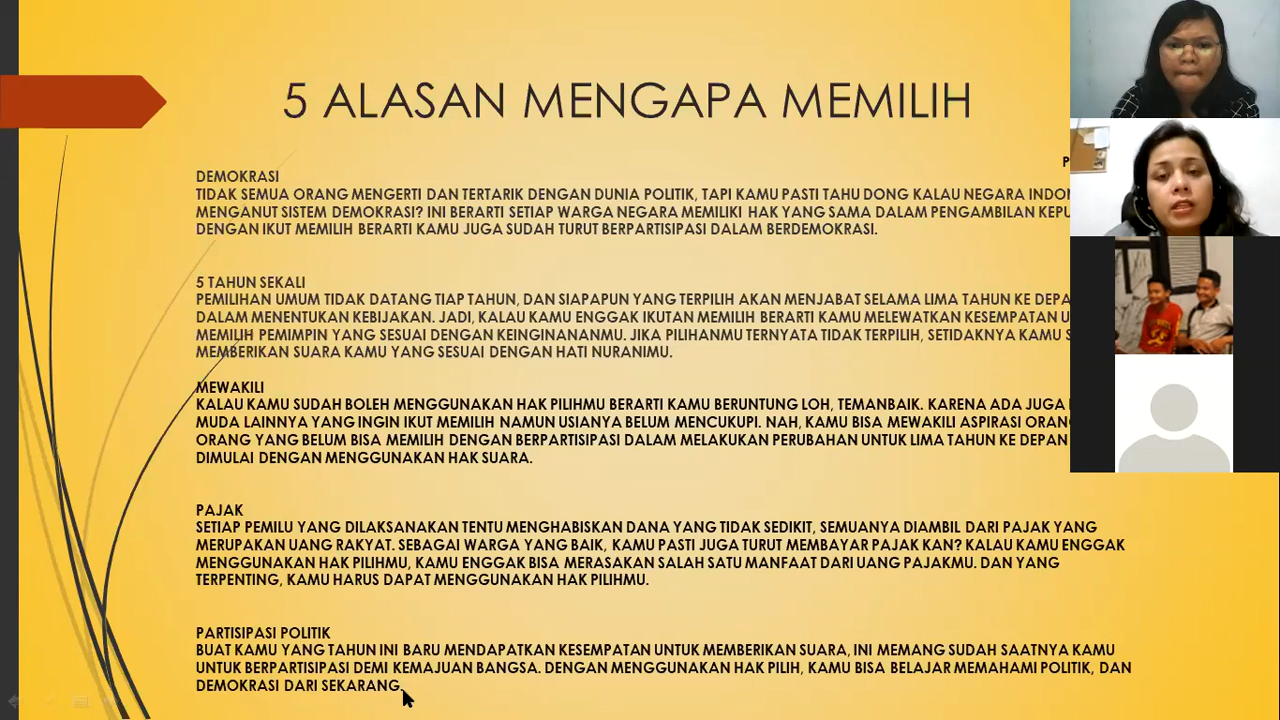 5 ALASAN MENGAPA MEMILIH
P
DEMOKRASI
TIDAK SEMUA ORANG MENGERTI DAN TERTARIK DENGAN DUNIA POLITIK, TAPI KAMU PASTI TAHU DONG KALAU NEGARA INDO
MENGANUT SISTEM DEMOKRASI? INI BERARTI SETIAP WARGA NEGARA MEMILIKI HAK YANG SAMA DALAM PENGAMBILAN KEPU
DENGAN IKUT MEMILIH BERARTI KAMU JUGA SUDAH TURUT BERPARTISIPASI DALAM BERDEMOKRASI.
5 TAHUN SEKALI
PEMILIHAN UMUM TIDAK DATANG TIAP TAHUN, DAN SIAPAPUN YANG TERPILIH AKAN MENJABAT SELAMA LIMA TAHUN KE DEPA
DALAM MENENTUKAN KEBIJAKAN. JADI, KALAU KAMU ENGGAK IKUTAN MEMILIH BERARTI KAMU MELEWATKAN KESEMPATAN U
MEMILIH PEMIMPIN YANG SESUAI DENGAN KEINGINANANMU. JIKA PILIHANMU TERNYATA TIDAK TERPILIH, SETIDAKNYA KAMU S
MEMBERIKAN SUARA KAMU YANG SESUAI DENGAN HATI NURANIMU.
MEWAKILI
KALAU KAMU SUDAH BOLEH MENGGUNAKAN HAK PILIHMU BERARTI KAMU BERUNTUNG LOH, TEMANBAIK. KARENA ADA JUGA
MUDA LAINNYA YANG INGIN IKUT MEMILIH NAMUN USIANYA BELUM MENCUKUPI. NAH, KAMU BISA MEWAKILI ASPIRASI ORAN
ORANG YANG BELUM BISA MEMILIH DENGAN BERPARTISIPASI DALAM MELAKUKAN PERUBAHAN UNTUK LIMA TAHUN KE DEPAN
DIMULAI DENGAN MENGGUNAKAN HAK SUARA.
PAJAK
SETIAP PEMILU YANG DILAKSANAKAN TENTU MENGHABISKAN DANA YANG TIDAK SEDIKIT, SEMUANYA DIAMBIL DARI PAJAK YANG
MERUPAKAN UANG RAKYAT. SEBAGAI WARGA YANG BAIK, KAMU PASTI JUGA TURUT MEMBAYAR PAJAK KAN? KALAU KAMU ENGGAK
MENGGUNAKAN HAK PILIHMU, KAMU ENGGAK BISA MERASAKAN SALAH SATU MANFAAT DARI UANG PAJAKMU. DAN YANG
TERPENTING, KAMU HARUS DAPAT MENGGUNAKAN HAK PILIHMU.
PARTISIPASI POLITIK
BUAT KAMU YANG TAHUN INI BARU MENDAPATKAN KESEMPATAN UNTUK MEMBERIKAN SUARA, INI MEMANG SUDAH SAATNYA KAMU
UNTUK BERPARTISIPASI DEMI KEMAJUAN BANGSA. DENGAN MENGGUNAKAN HAK PILIH, KAMU BISA BELAJAR MEMAHAMI POLITIK, DAN
DEMOKRASI DARI SEKARANG.